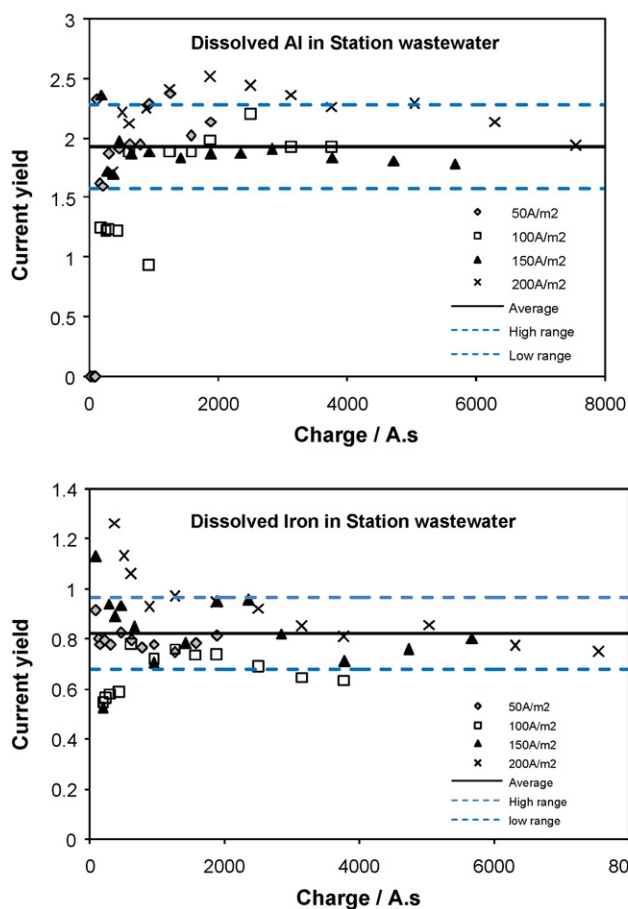 Dissolved Al in Station wastewater
3
2.5
2
1.5
1
0.5
0
Current yield
50A/m2
100A/m2
150A/m2
200A/m2
Average
High range
Low range
0 2000 4000 6000 8000
Charge / A.s
Dissolved Iron in Station wastewater
1.4
1.2
1
0.8
0.6
0.4
0.2
0
Current yield
50A/m2
100A/m2
150A/m2
200A/m2
Average
High range
low range
0 2000 4000 6000 800
Charge / A.s